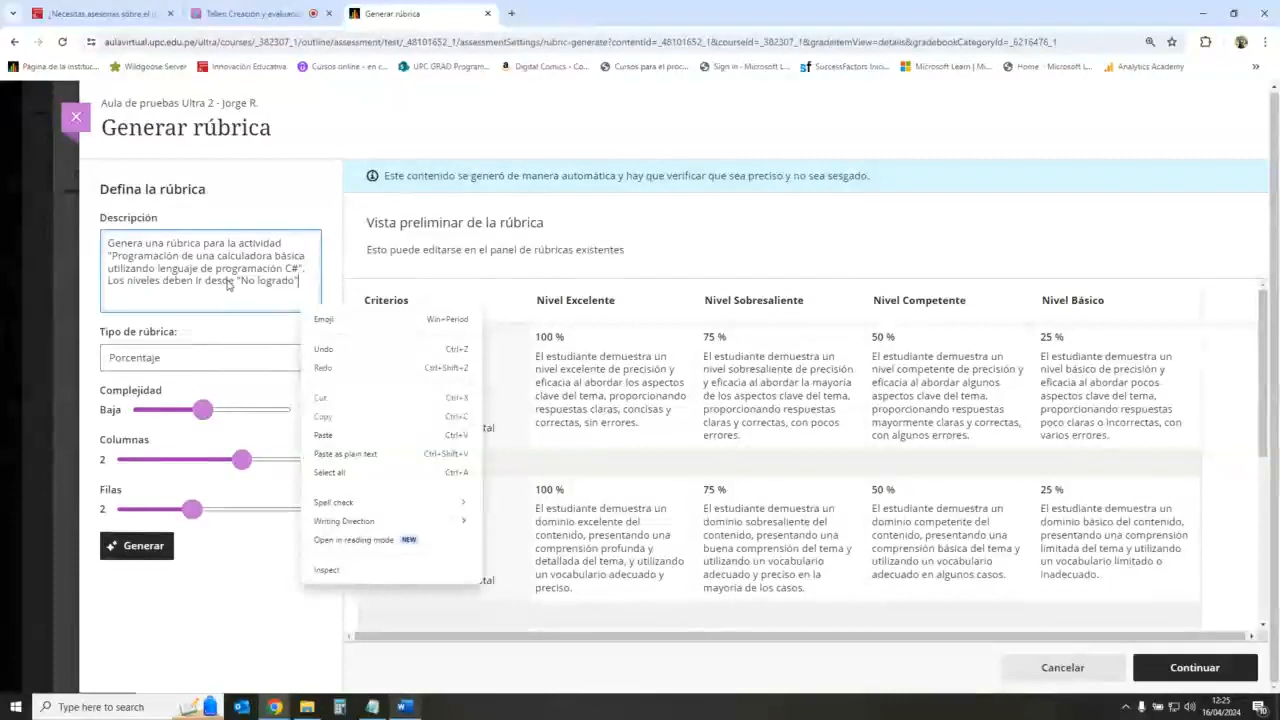 ¿Necesitas asesorías sobre el u
Taller: Creación y evaluac
Generar rúbrica
aulavirtual.upc.edu.pe/ultra/courses/_382307_1/outline/assessment/test/_48101652_1/assessmentSettings/rubric-generate?contentId=_48101652_1&courseId=_382307_1&gradeitemView=details&gradebookCategoryId=_6216476_1
Página de la instituc...
Wildgoose Server
Innovación Educativa
Cursos online - en c...
UPC GRAD Program...
Digital Comics - Co...
Cursos para el proc...
Sign in - Microsoft L...
SuccessFactors Inici...
Microsoft Learn | Mi...
Home - Microsoft L...
Analytics Academy
Aula de pruebas Ultra 2 - Jorge R.
Generar rúbrica
Defina la rúbrica
Descripción
Genera una rúbrica para la actividad
"Programación de una calculadora básica
utilizando lenguaje de programación C#".
Los niveles deben ir desde "No logrado"
Tipo de rúbrica:
Porcentaje
Complejidad
Baja
Columnas
2
Filas
2
Generar
Emoji Win+Period
Undo Ctrl+Z
Redo Ctrl+Shift+Z
Cut Ctrl+X
Copy Ctrl+C
Paste Ctrl+V
Paste as plain text Ctrl+Shift+V
Select all Ctrl+A
Spell check
Writing Direction
Open in reading mode NEW
Inspect
Este contenido se generó de manera automática y hay que verificar que sea preciso y no sea sesgado.
Vista preliminar de la rúbrica
Esto puede editarse en el panel de rúbricas existentes
Criterios
Nivel Excelente
Nivel Sobresaliente
Nivel Competente
Nivel Básico
tal
100 %
El estudiante demuestra un
nivel excelente de precisión y
eficacia al abordar los aspectos
clave del tema, proporcionando
respuestas claras, concisas y
correctas, sin errores.
75 %
El estudiante demuestra un
nivel sobresaliente de precisión
y eficacia al abordar la mayoría
de los aspectos clave del tema,
proporcionando respuestas
claras y correctas, con pocos
errores.
50 %
El estudiante demuestra un
nivel competente de precisión y
eficacia al abordar algunos
aspectos clave del tema,
proporcionando respuestas
mayormente claras y correctas,
con algunos errores.
25 %
El estudiante demuestra un
nivel básico de precisión y
eficacia al abordar pocos
aspectos clave del tema,
proporcionando respuestas
poco claras o incorrectas, con
varios errores.
tal
100 %
El estudiante demuestra un
dominio excelente del
contenido, presentando una
comprensión profunda y
detallada del tema, y utilizando
un vocabulario adecuado y
preciso.
75 %
El estudiante demuestra un
dominio sobresaliente del
contenido, presentando una
buena comprensión del tema y
utilizando un vocabulario
adecuado y preciso en la
mayoría de los casos.
50 %
El estudiante demuestra un
dominio competente del
contenido, presentando una
comprensión básica del tema y
utilizando un vocabulario
adecuado en algunos casos.
25 %
El estudiante demuestra un
dominio básico del contenido,
presentando una comprensión
limitada del tema y utilizando
un vocabulario limitado o
inadecuado.
Cancelar
Continuar
Type here to search
12:25
16/04/2024